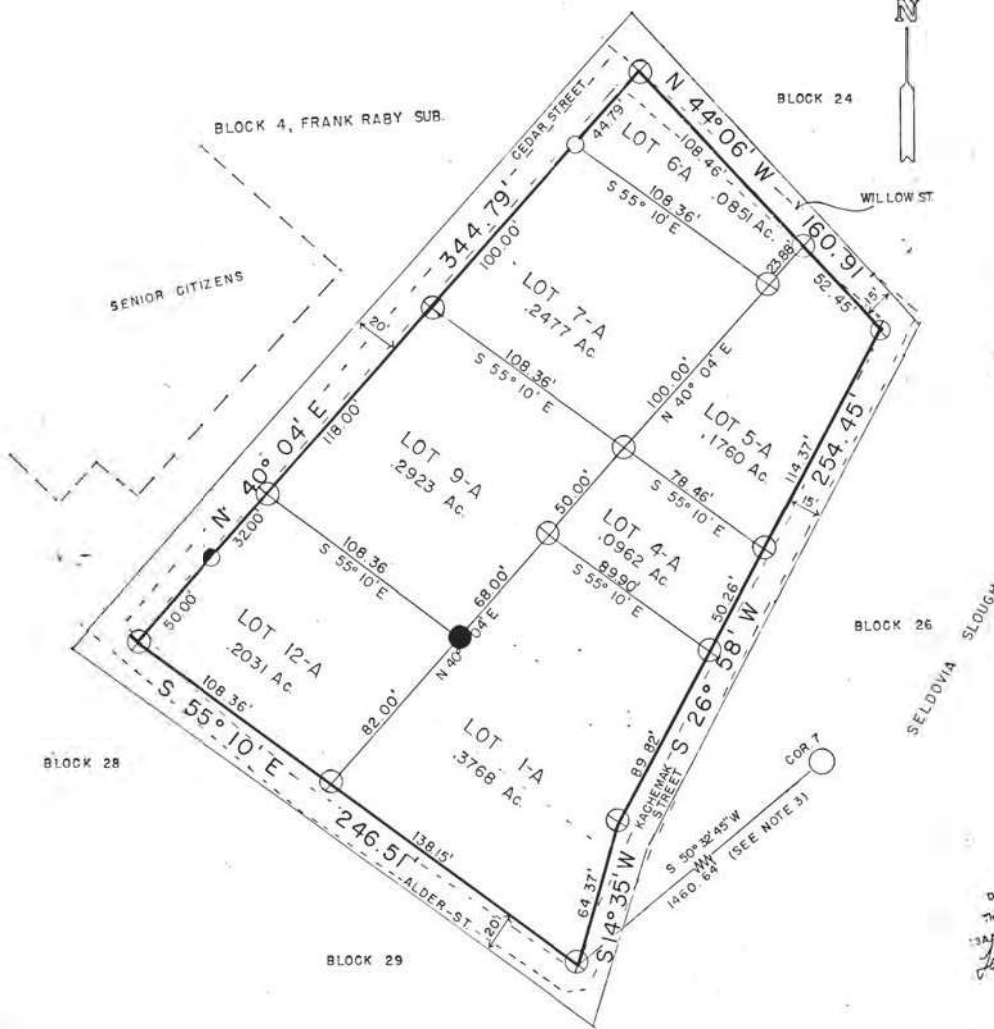 N
BLOCK 24
BLOCK 4, FRANK RABY SUB.
CEDAR STREET
44.79'
N 44° 06' W 160.91'
108.46'
LOT 6-A
.0851 Ac.
WILLOW ST.
108.36'
S 55° 10' E
23.88'
52.45'
15'
344.79'
100.00'
SENIOR CITIZENS
LOT 7-A
.2477 Ac.
20'
108.36'
S 55° 10' E
100.00'
N 40° 04' E
LOT 5-A
.1760 Ac.
114.37'
254.45'
15'
N 40° 04' E
118.00'
LOT 9-A
.2923 Ac.
78.46'
S 55° 10' E
50.00'
LOT 4-A
.0962 Ac.
89.90'
S 55° 10' E
50.26'
32.00'
108.36
S 55° 10' E
68.00'
N 40° 04' E
BLOCK 26
SELDOVIA SLOUGH
50.00'
LOT 12-A
.2031 Ac.
108.36'
82.00'
LOT 1-A
.3768 Ac.
89.82'
S 26° 58' W
KACHEMAK
STREET
COR 7
S 50° 32' 45" W
1460.64' (SEE NOTE 3)
BLOCK 28
S 55° 10' E
246.51'
138.15'
64.37'
S 14° 35' W
ALDER ST.
20'
BLOCK 29